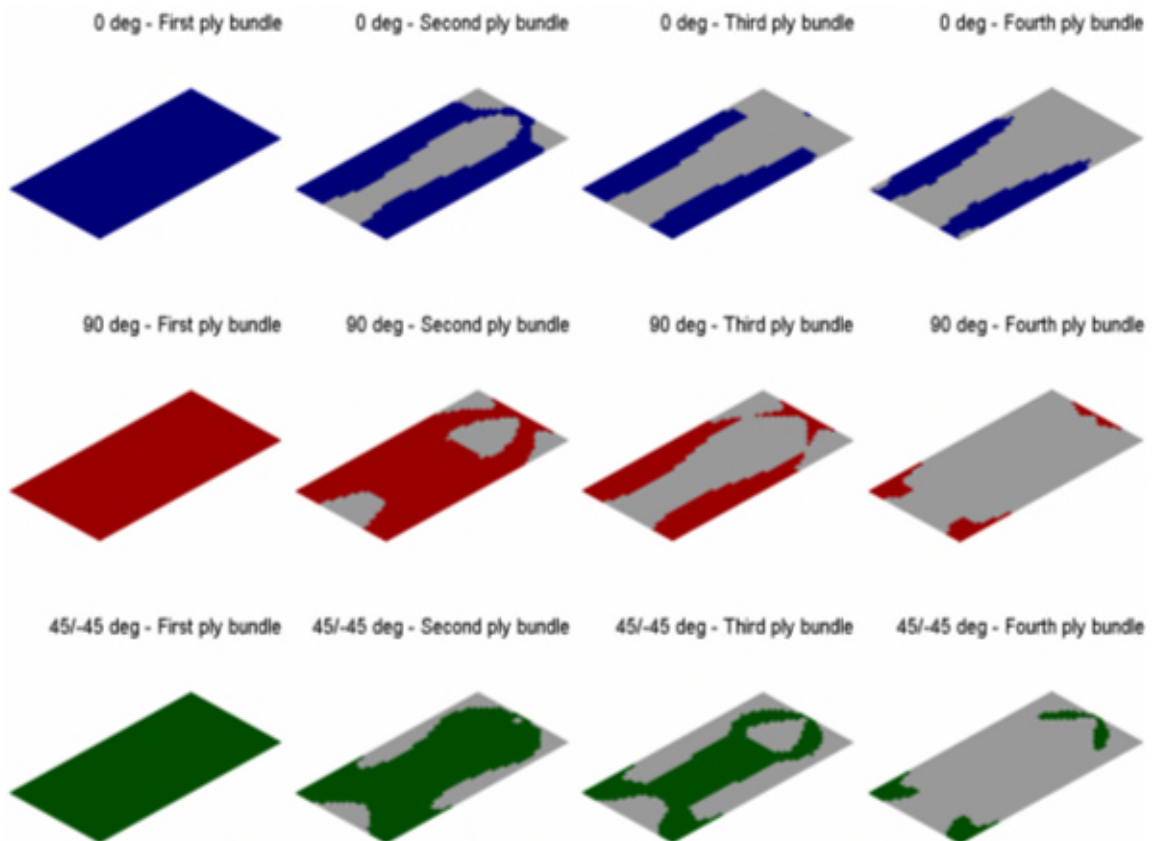 0 deg - First ply bundle
0 deg - Second ply bundle
0 deg - Third ply bundle
0 deg - Fourth ply bundle
90 deg - First ply bundle
90 deg - Second ply bundle
90 deg - Third ply bundle
90 deg - Fourth ply bundle
45/-45 deg - First ply bundle
45/-45 deg - Second ply bundle
45/-45 deg - Third ply bundle
45/-45 deg - Fourth ply bundle